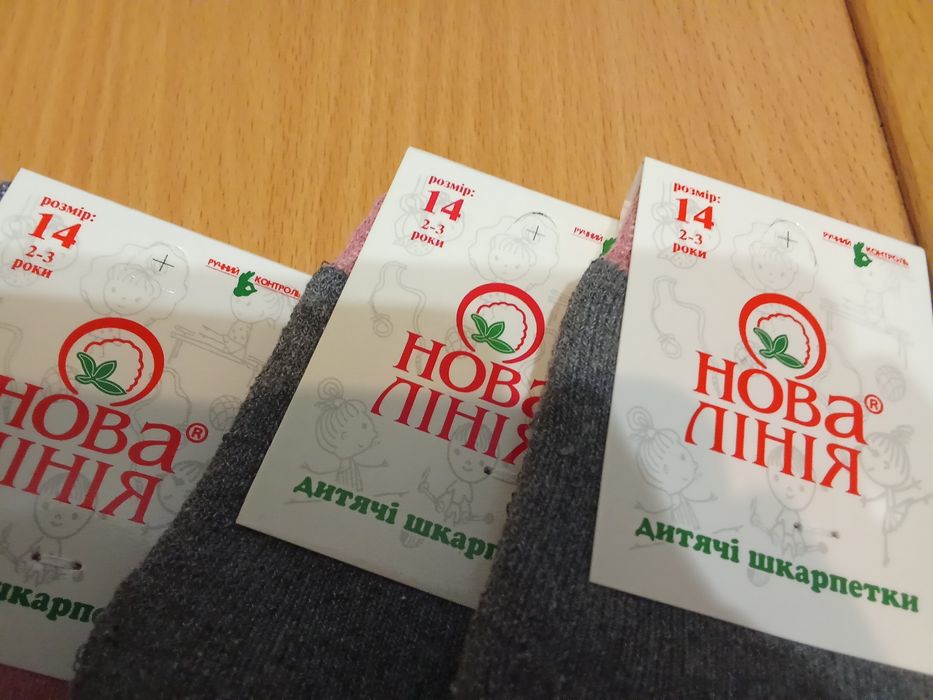 розмір:
14
2-3
роки
РУЧНИЙ КОНТРОЛЬ
НОВА®
ЛІНІЯ
розмір:
14
2-3
роки
РУЧНИЙ
НОВА
ЛІНІЯ
дитячі
розмір:
14
2-3
роки
РУЧНИЙ КОНТРОЛЬ
НОВА®
ЛІНІЯ
дитячі шкарпетки